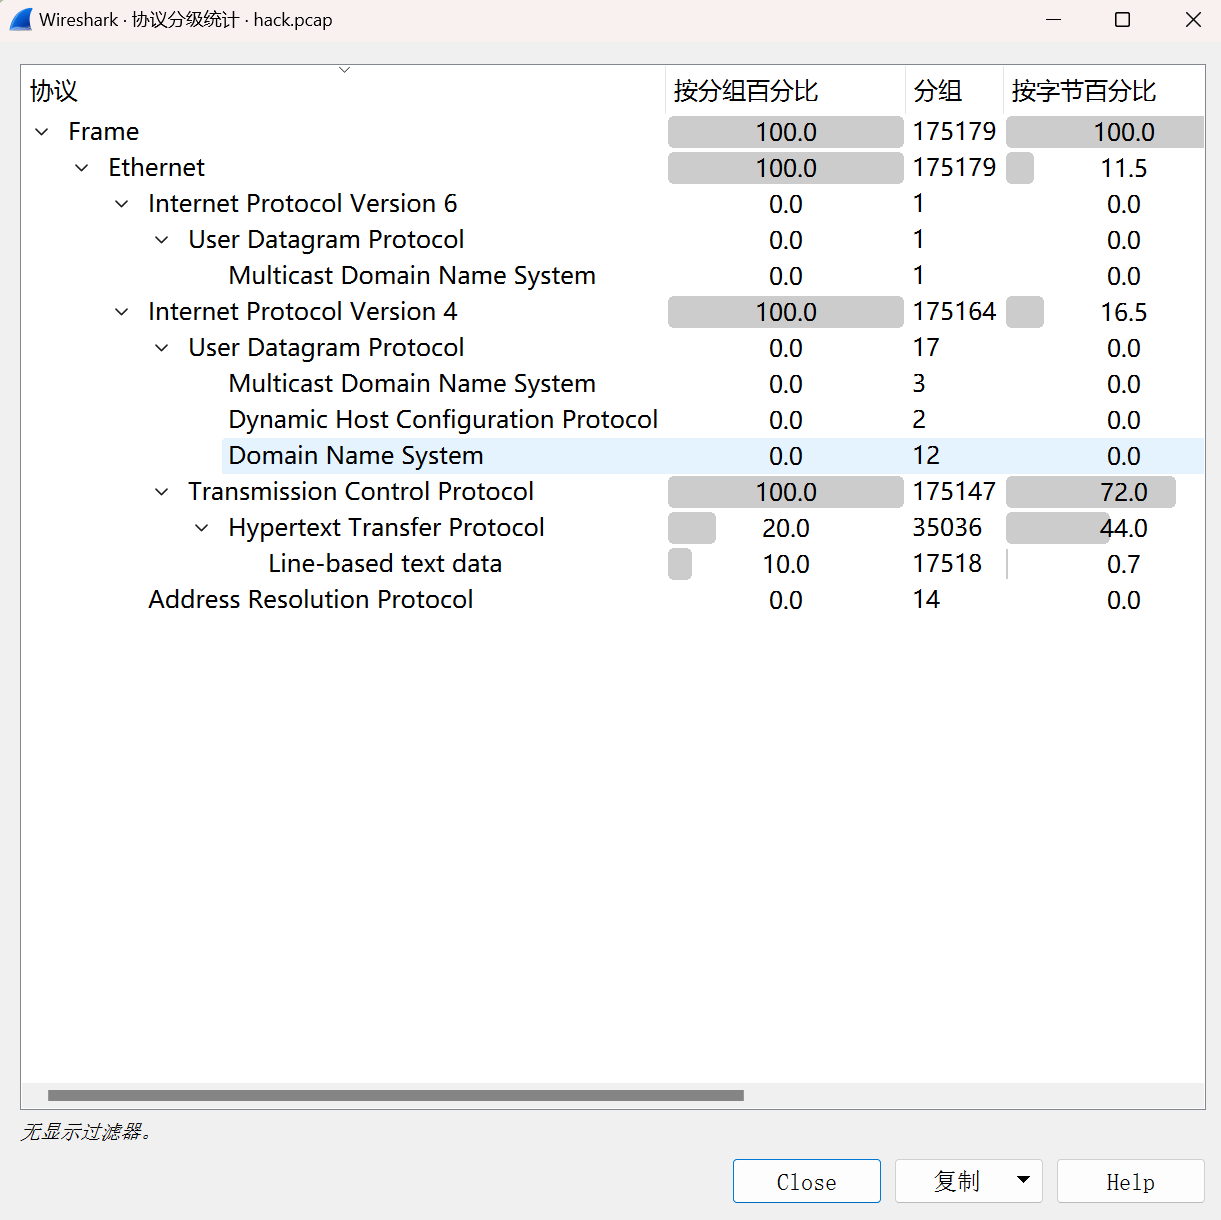 Wireshark · 协议分级统计 · hack.pcap
协议 按分组百分比 分组 按字节百分比
Frame 100.0 175179 100.0
Ethernet 100.0 175179 11.5
Internet Protocol Version 6 0.0 1 0.0
User Datagram Protocol 0.0 1 0.0
Multicast Domain Name System 0.0 1 0.0
Internet Protocol Version 4 100.0 175164 16.5
User Datagram Protocol 0.0 17 0.0
Multicast Domain Name System 0.0 3 0.0
Dynamic Host Configuration Protocol 0.0 2 0.0
Domain Name System 0.0 12 0.0
Transmission Control Protocol 100.0 175147 72.0
Hypertext Transfer Protocol 20.0 35036 44.0
Line-based text data 10.0 17518 0.7
Address Resolution Protocol 0.0 14 0.0
无显示过滤器。
Close 复制 Help